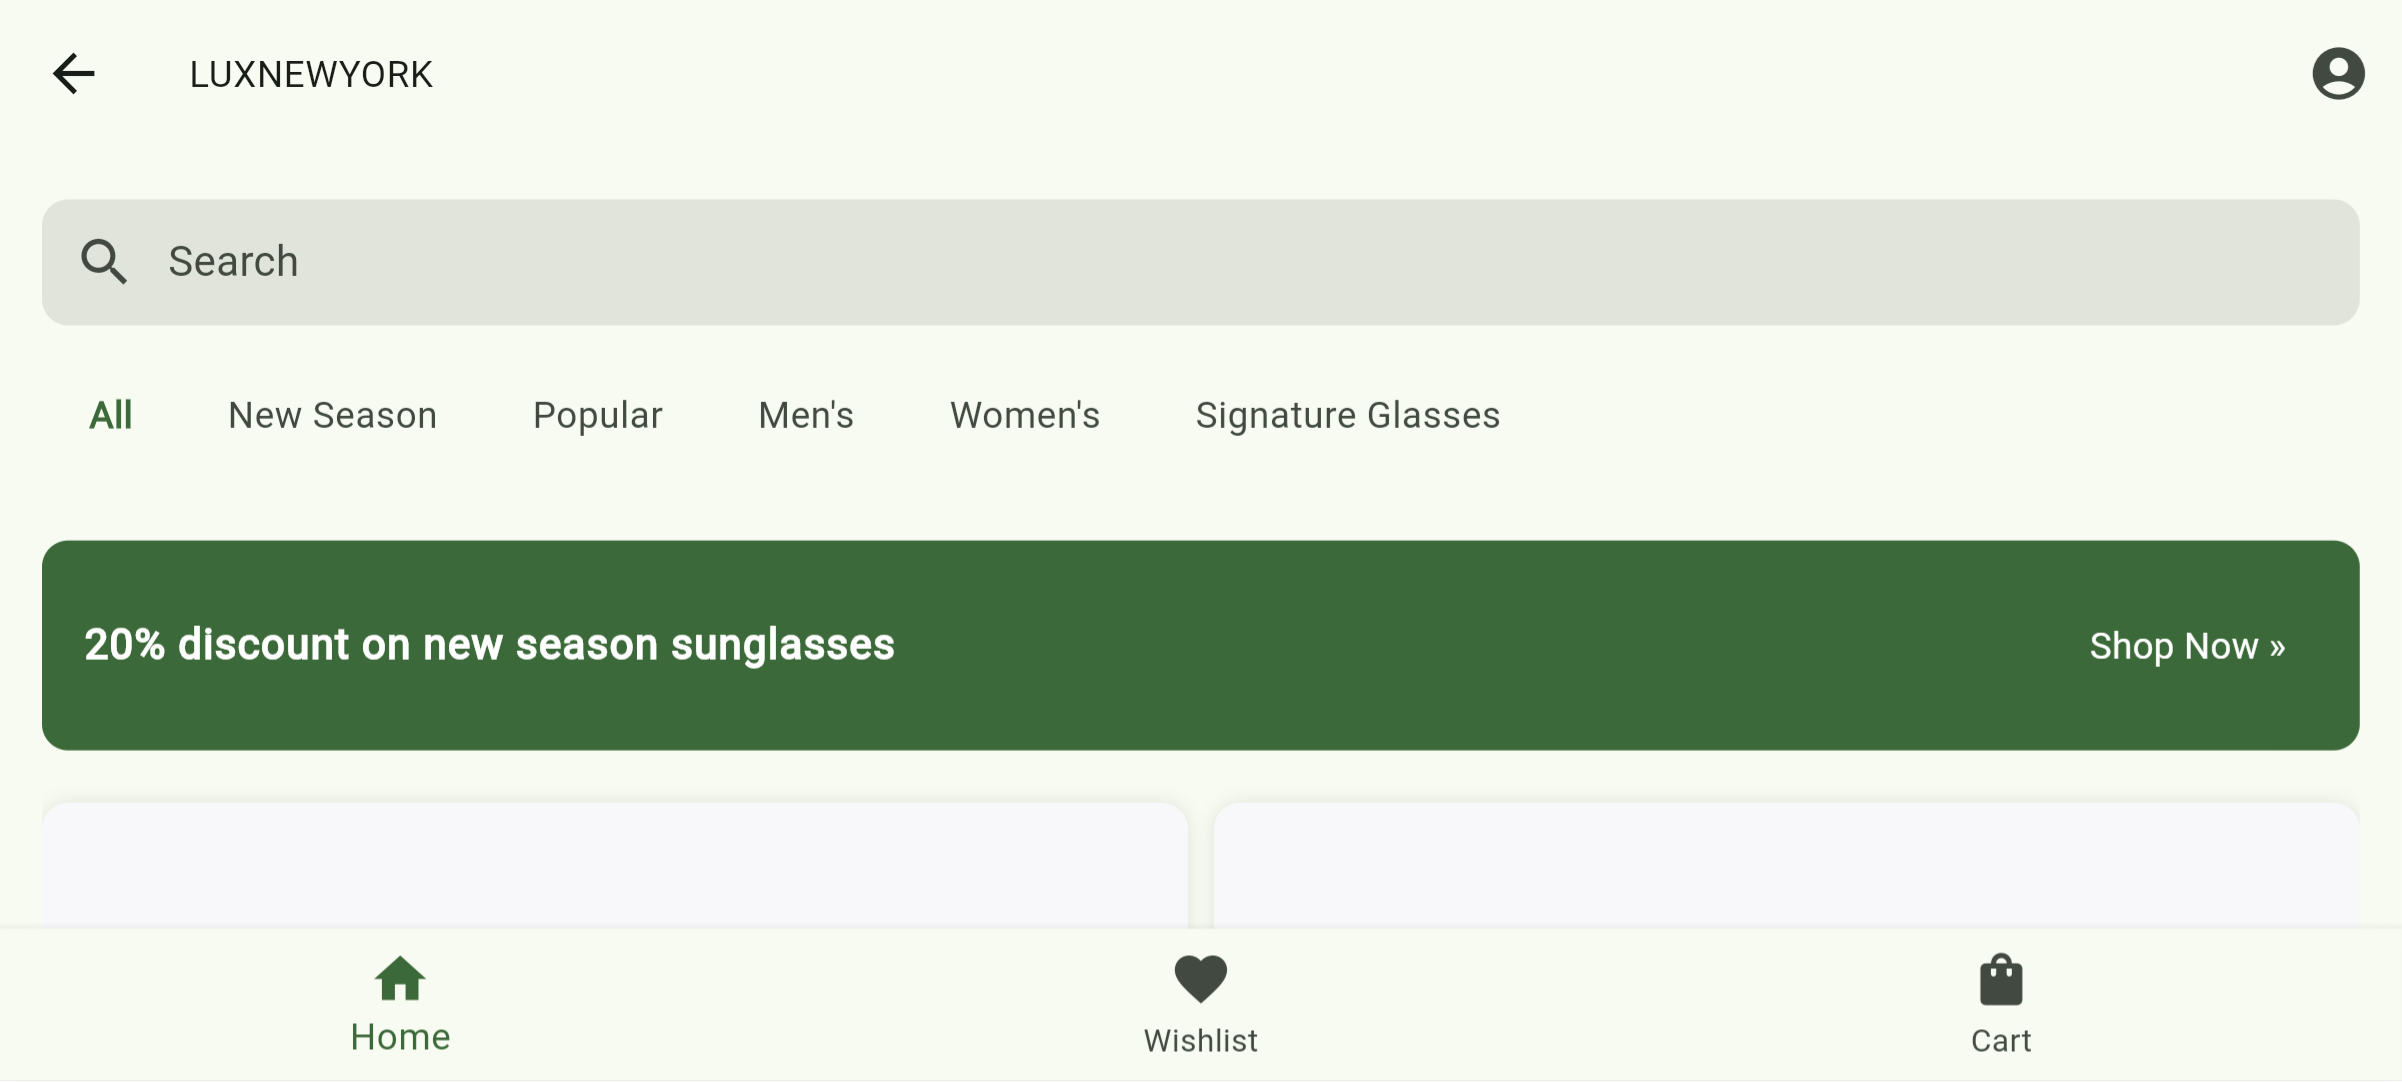 LUXNEWYORK
Search
All New Season Popular Men's Women's Signature Glasses
20% discount on new season sunglasses Shop Now »
Home Wishlist Cart